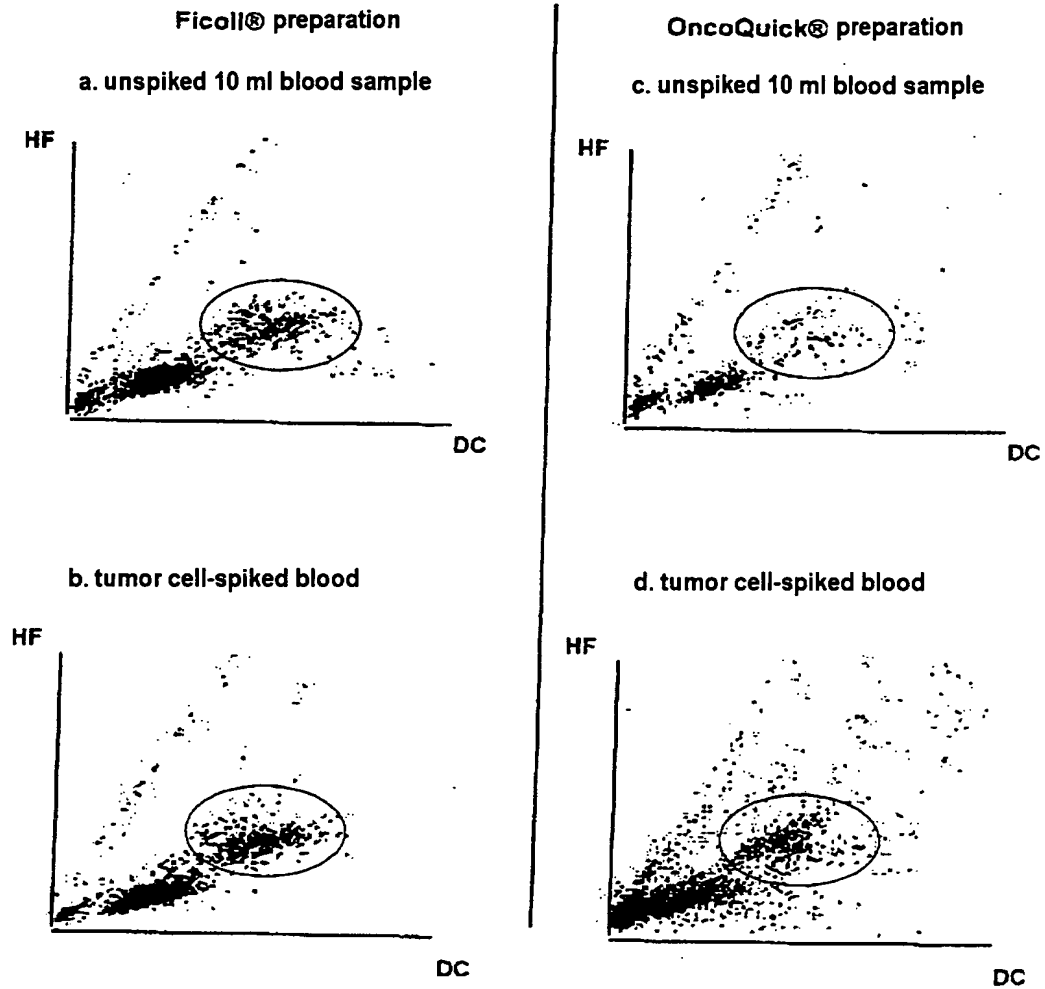 Ficoll® preparation
a. unspiked 10 ml blood sample
HF
DC
b. tumor cell-spiked blood
HF
DC
OncoQuick® preparation
c. unspiked 10 ml blood sample
HF
DC
d. tumor cell-spiked blood
HF
DC